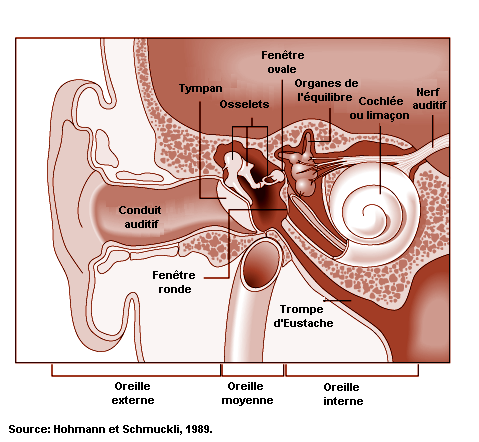 Fenêtre
ovale
Tympan
Osselets
Organes de
l'équilibre
Cochlée
ou limaçon
Nerf
auditif
Conduit
auditif
Fenêtre
ronde
Trompe
d'Eustache
Oreille
externe
Oreille
moyenne
Oreille
interne
Source: Hohmann et Schmuckli, 1989.